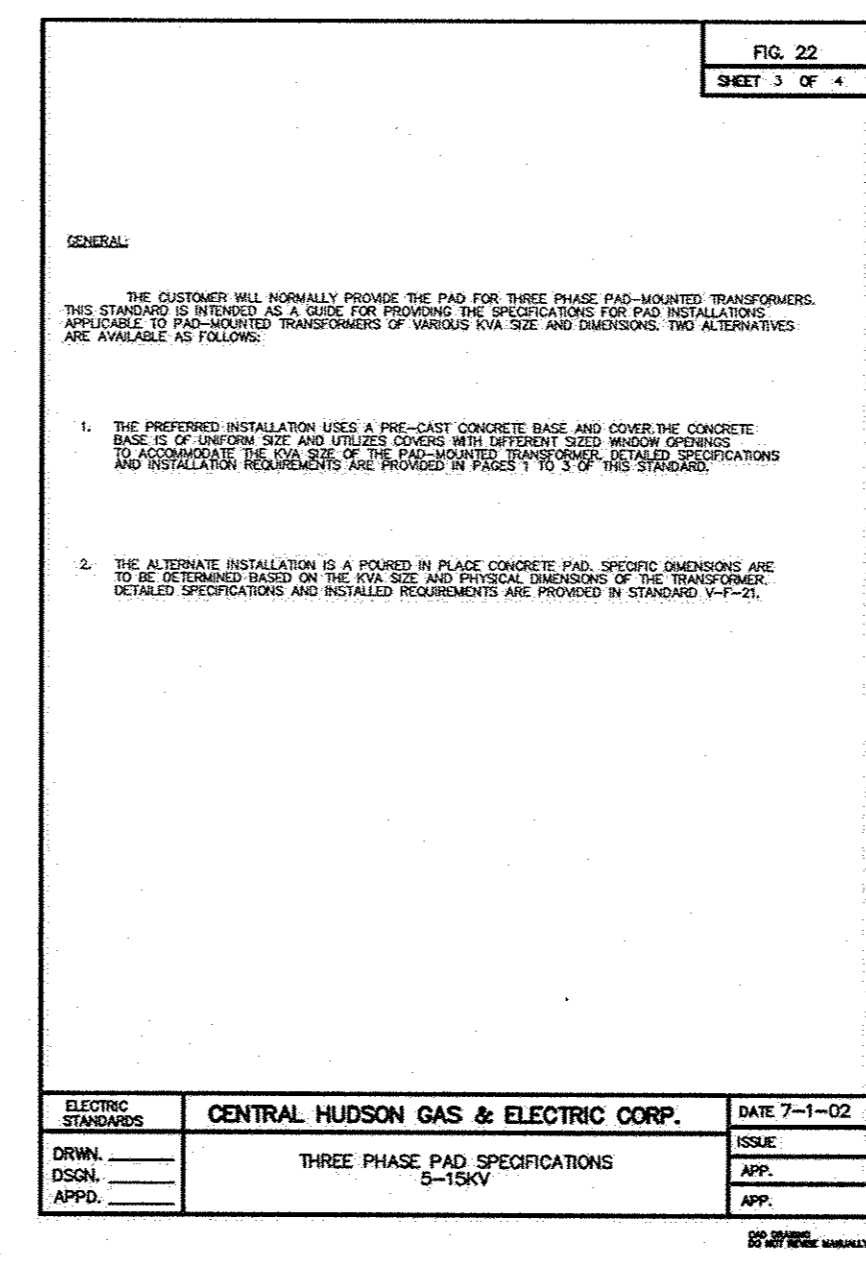 FIG. 22
SHEET 3 OF 4
GENERAL:
THE CUSTOMER WILL NORMALLY PROVIDE THE PAD FOR THREE PHASE PAD-MOUNTED TRANSFORMERS.
THIS STANDARD IS INTENDED AS A GUIDE FOR PROVIDING THE SPECIFICATIONS FOR PAD INSTALLATIONS
APPLICABLE TO PAD-MOUNTED TRANSFORMERS OF VARIOUS KVA SIZE AND DIMENSIONS. TWO ALTERNATIVES
ARE AVAILABLE AS FOLLOWS:
1. THE PREFERRED INSTALLATION USES A PRE-CAST CONCRETE BASE AND COVER.THE CONCRETE
BASE IS OF UNIFORM SIZE AND UTILIZES COVERS WITH DIFFERENT SIZED WINDOW OPENINGS
TO ACCOMMODATE THE KVA SIZE OF THE PAD-MOUNTED TRANSFORMER. DETAILED SPECIFICATIONS
AND INSTALLATION REQUIREMENTS ARE PROVIDED IN PAGES 1 TO 3 OF THIS STANDARD.
2. THE ALTERNATE INSTALLATION IS A POURED IN PLACE CONCRETE PAD. SPECIFIC DIMENSIONS ARE
TO BE DETERMINED BASED ON THE KVA SIZE AND PHYSICAL DIMENSIONS OF THE TRANSFORMER.
DETAILED SPECIFICATIONS AND INSTALLED REQUIREMENTS ARE PROVIDED IN STANDARD V-F-21.
ELECTRIC
STANDARDS
CENTRAL HUDSON GAS & ELECTRIC CORP.
DATE 7-1-02
DRWN.
DSGN.
APPD.
THREE PHASE PAD SPECIFICATIONS
5-15KV
ISSUE
APP.
APP.
CAD DRAWING
DO NOT REVISE MANUALLY